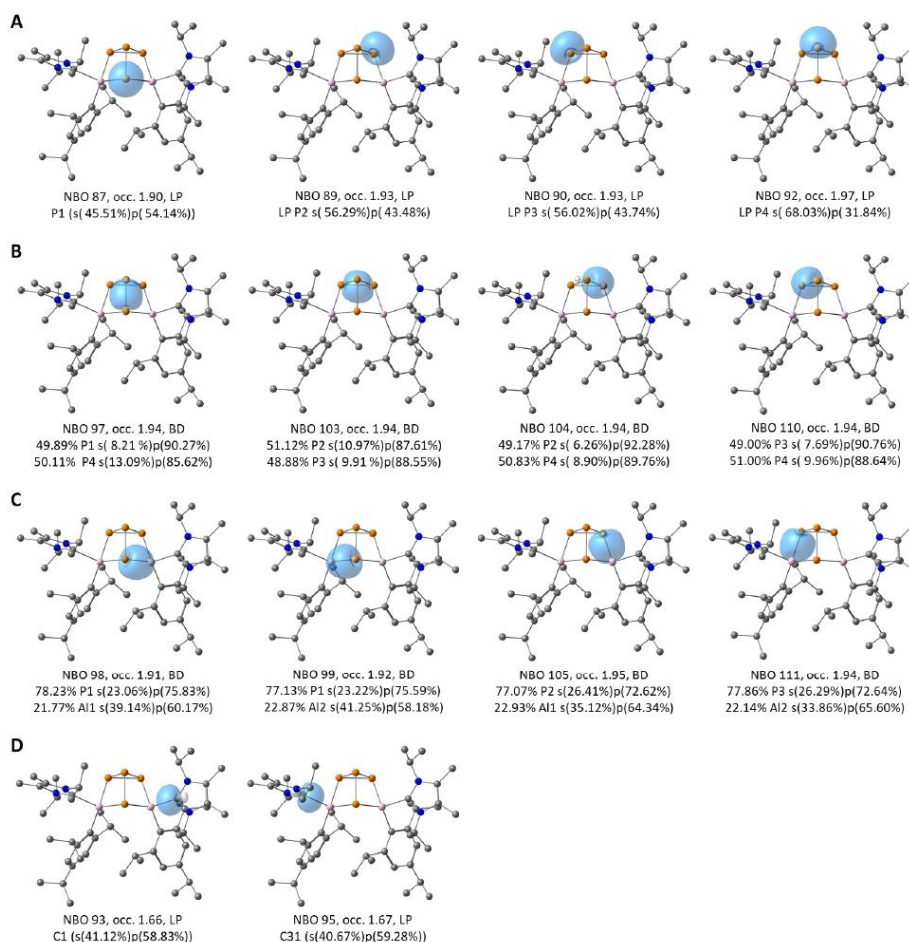 A
NBO 87, occ. 1.90, LP
P1 (s( 45.51%) p( 54.14%))
NBO 89, occ. 1.93, LP
LP P2 s( 56.29%)p( 43.48%)
NBO 90, occ. 1.93, LP
LP P3 s( 56.02%)p( 43.74%)
NBO 92, occ. 1.97, LP
LP P4 s( 68.03%)p( 31.84%)
B
NBO 97, occ. 1.94, BD
49.89% P1 s( 8.21 %)p(90.27%)
50.11% P4 s(13.09%)p(85.62%)
NBO 103, occ. 1.94, BD
51.12% P2 s(10.97%)p(87.61%)
48.88% P3 s( 9.91 %)p(88.55%)
NBO 104, occ. 1.94, BD
49.17% P2 s( 6.26%)p(92.28%)
50.83% P4 s( 8.90%)p(89.76%)
NBO 110, occ. 1.94, BD
49.00% P3 s( 7.69%)p(90.76%)
51.00% P4 s( 9.96%)p(88.64%)
C
NBO 98, occ. 1.91, BD
78.23% P1 s(23.06%)p(75.83%)
21.77% Al1 s(39.14%)p(60.17%)
NBO 99, occ. 1.92, BD
77.13% P1 s(23.22%)p(75.59%)
22.87% Al2 s(41.25%)p(58.18%)
NBO 105, occ. 1.95, BD
77.07% P2 s(26.41%)p(72.62%)
22.93% Al1 s(35.12%)p(64.34%)
NBO 111, occ. 1.94, BD
77.86% P3 s(26.29%)p(72.64%)
22.14% Al2 s(33.86%)p(65.60%)
D
NBO 93, occ. 1.66, LP
C1 (s(41.12%)p(58.83%))
NBO 95, occ. 1.67, LP
C31 (s(40.67%)p(59.28%))